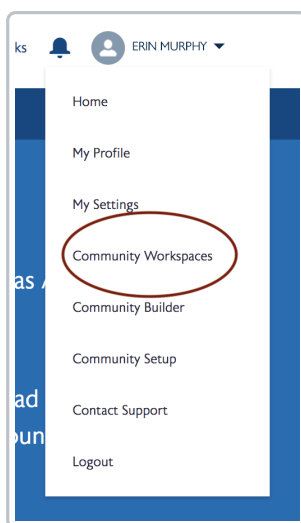 ks
ERIN MURPHY
Home
My Profile
My Settings
Community Workspaces
as
Community Builder
Community Setup
ad
Contact Support
oun
Logout